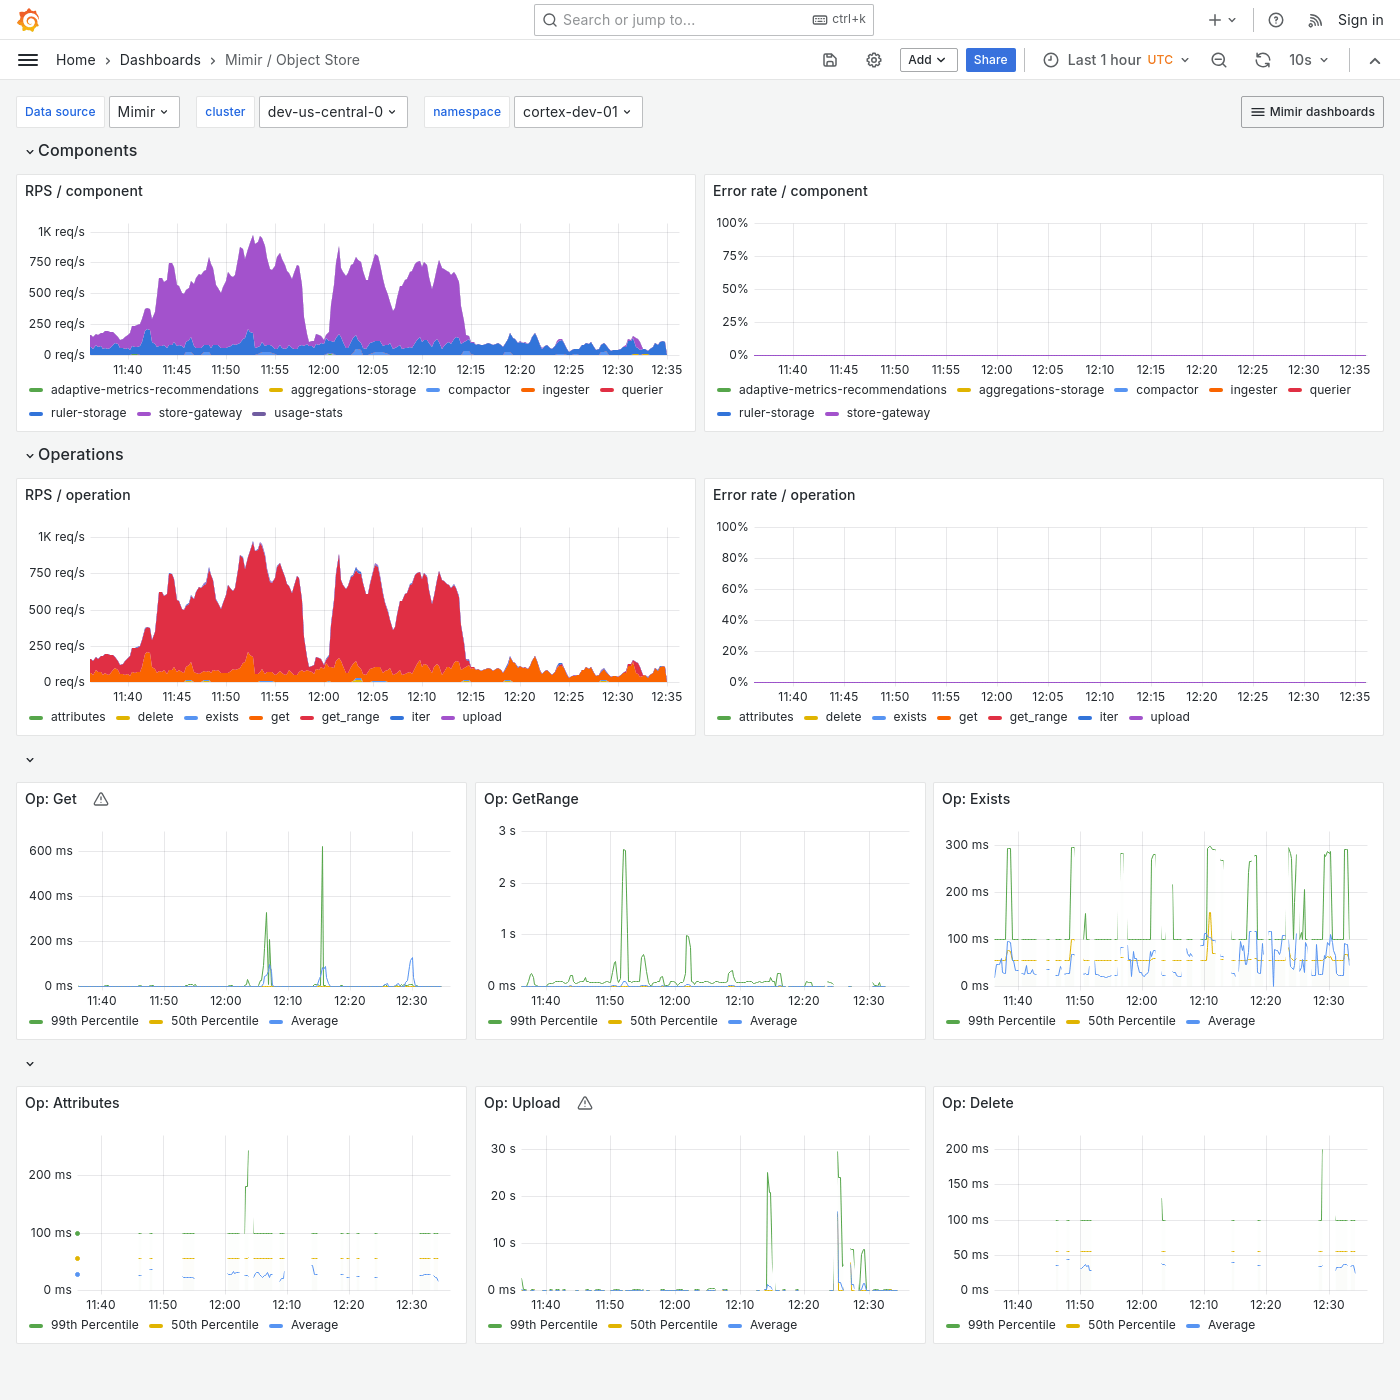 Search or jump to... ctrl+k Sign in
Home Dashboards Mimir / Object Store Add Share Last 1 hour UTC 10s
Data source Mimir cluster dev-us-central-0 namespace cortex-dev-01 Mimir dashboards
Components
RPS / component
1K req/s
750 req/s
500 req/s
250 req/s
0 req/s
11:40 11:45 11:50 11:55 12:00 12:05 12:10 12:15 12:20 12:25 12:30 12:35
adaptive-metrics-recommendations aggregations-storage compactor ingester querier
ruler-storage store-gateway usage-stats
Error rate / component
100%
75%
50%
25%
0%
11:40 11:45 11:50 11:55 12:00 12:05 12:10 12:15 12:20 12:25 12:30 12:35
adaptive-metrics-recommendations aggregations-storage compactor ingester querier
ruler-storage store-gateway
Operations
RPS / operation
1K req/s
750 req/s
500 req/s
250 req/s
0 req/s
11:40 11:45 11:50 11:55 12:00 12:05 12:10 12:15 12:20 12:25 12:30 12:35
attributes delete exists get get_range iter upload
Error rate / operation
100%
80%
60%
40%
20%
0%
11:40 11:45 11:50 11:55 12:00 12:05 12:10 12:15 12:20 12:25 12:30 12:35
attributes delete exists get get_range iter upload
Op: Get
600 ms
400 ms
200 ms
0 ms
11:40 11:50 12:00 12:10 12:20 12:30
99th Percentile 50th Percentile Average
Op: GetRange
3 s
2 s
1 s
0 ms
11:40 11:50 12:00 12:10 12:20 12:30
99th Percentile 50th Percentile Average
Op: Exists
300 ms
200 ms
100 ms
0 ms
11:40 11:50 12:00 12:10 12:20 12:30
99th Percentile 50th Percentile Average
Op: Attributes
200 ms
100 ms
0 ms
11:40 11:50 12:00 12:10 12:20 12:30
99th Percentile 50th Percentile Average
Op: Upload
30 s
20 s
10 s
0 ms
11:40 11:50 12:00 12:10 12:20 12:30
99th Percentile 50th Percentile Average
Op: Delete
200 ms
150 ms
100 ms
50 ms
0 ms
11:40 11:50 12:00 12:10 12:20 12:30
99th Percentile 50th Percentile Average